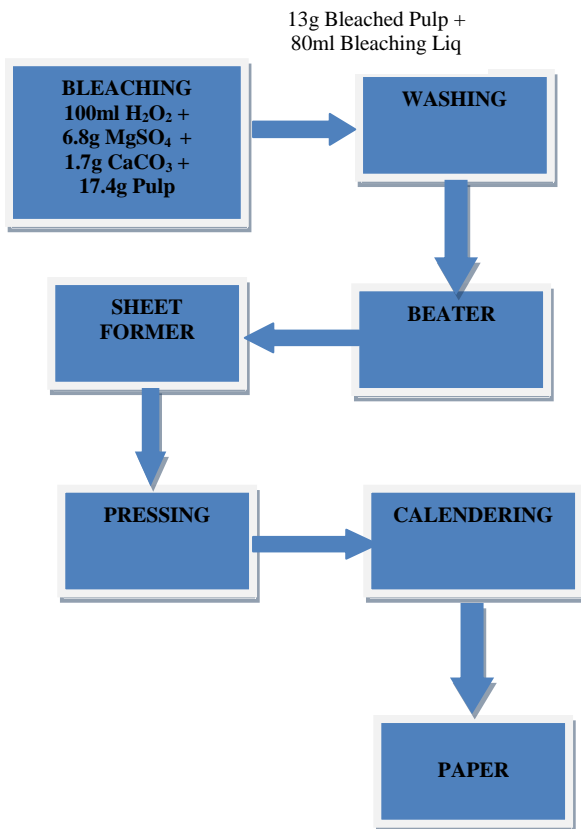 13g Bleached Pulp +
80ml Bleaching Liq
BLEACHING
100ml H₂O₂ +
6.8g MgSO₄ +
1.7g CaCO₃ +
17.4g Pulp
WASHING
BEATER
SHEET
FORMER
PRESSING
CALENDERING
PAPER